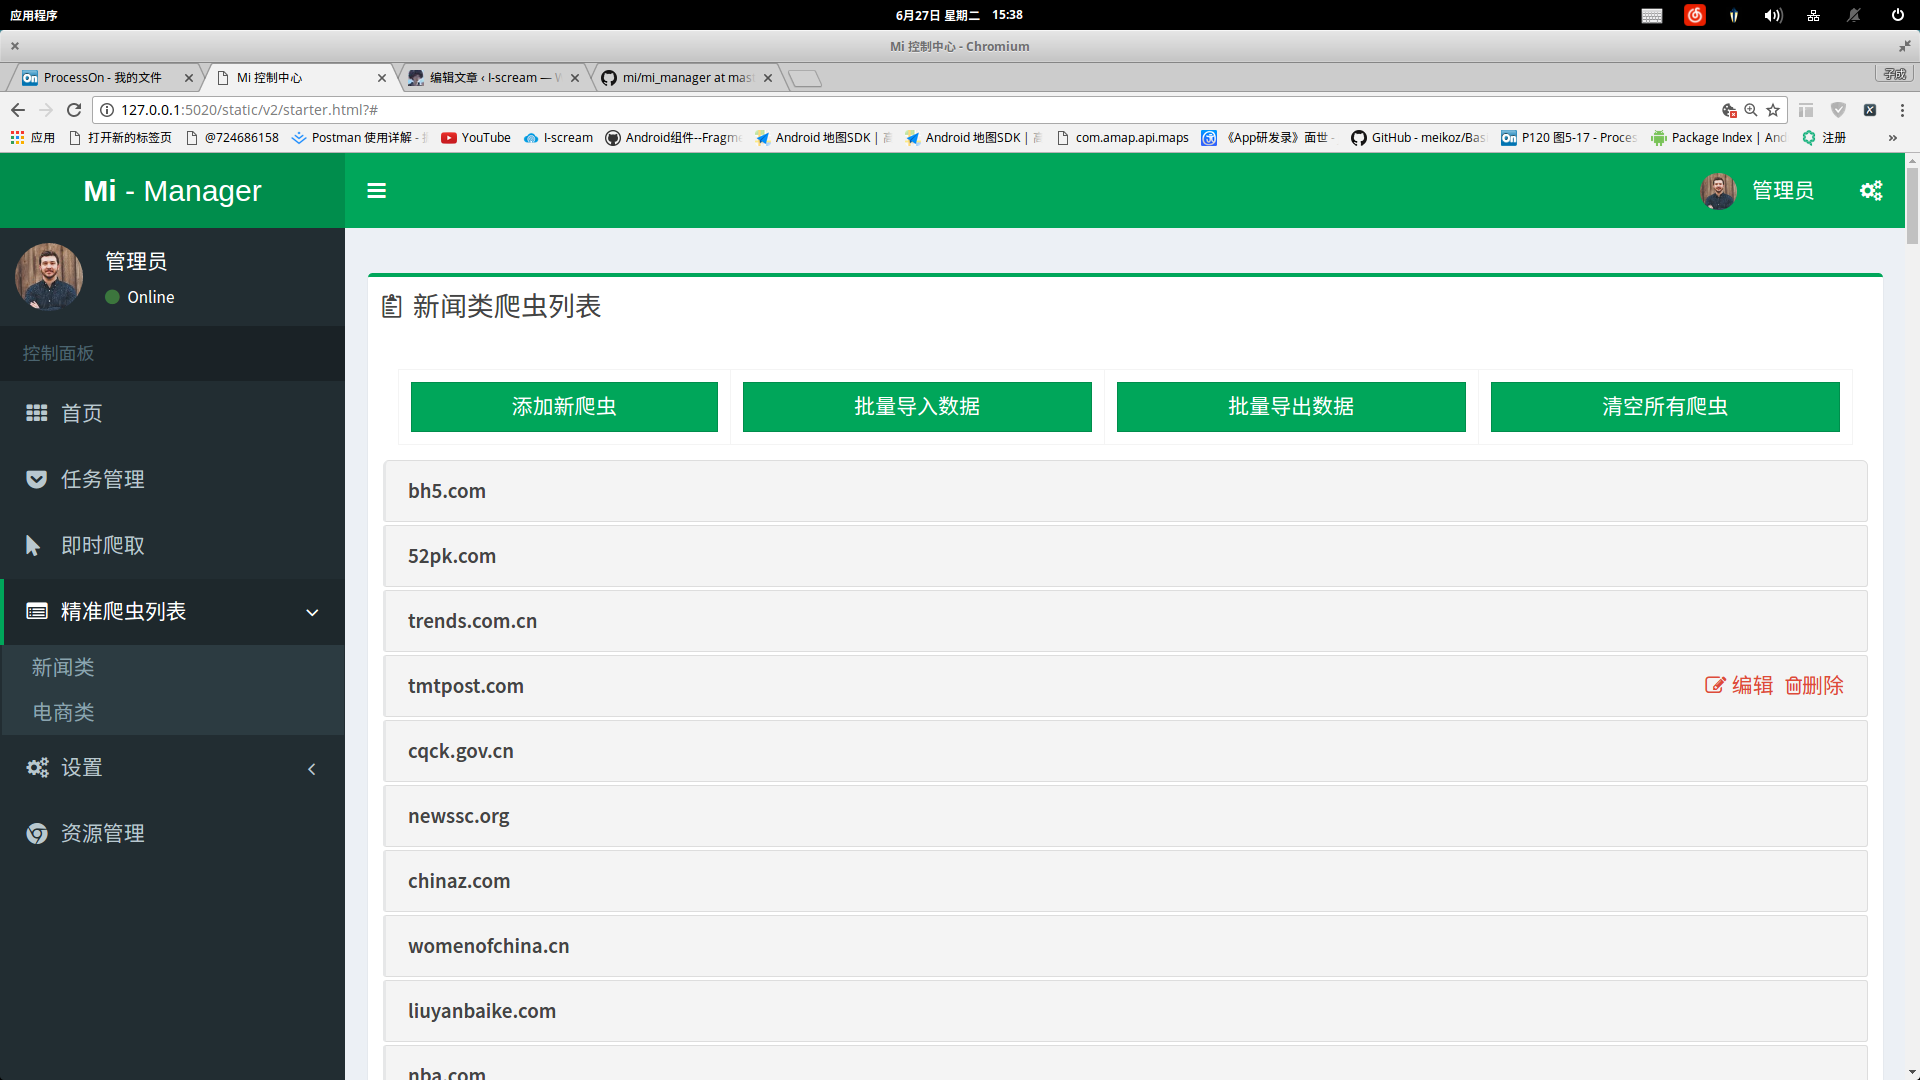 应用程序
6月27日 星期二 15:38
Mi 控制中心 - Chromium
ProcessOn - 我的文件
Mi 控制中心
编辑文章 ‹ I-scream — W
mi/mi_manager at mas
子成
127.0.0.1:5020/static/v2/starter.html?#
应用
打开新的标签页
@724686158
Postman 使用详解 -
YouTube
I-scream
Android组件--Fragme
Android 地图SDK | 高
Android 地图SDK | 高
com.amap.api.maps
《App研发录》面世 -
GitHub - meikoz/Bas
P120 图5-17 - Proces
Package Index | And
注册
»
Mi - Manager
管理员
管理员
Online
控制面板
首页
任务管理
即时爬取
精准爬虫列表
新闻类
电商类
设置
资源管理
新闻类爬虫列表
添加新爬虫
批量导入数据
批量导出数据
清空所有爬虫
bh5.com
52pk.com
trends.com.cn
tmtpost.com
编辑 删除
cqck.gov.cn
newssc.org
chinaz.com
womenofchina.cn
liuyanbaike.com
nba.com